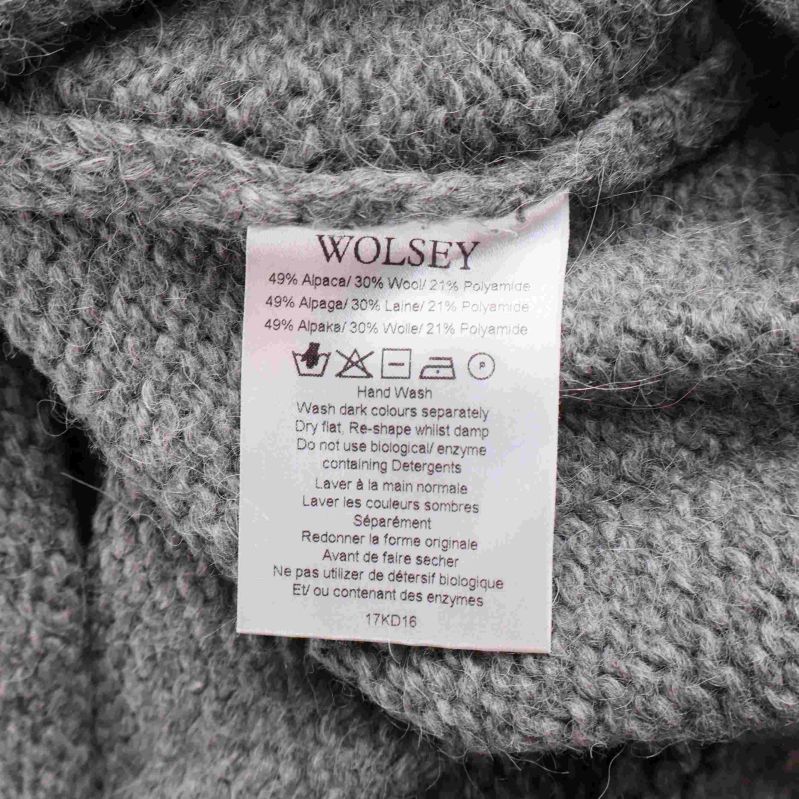 WOLSEY
49% Alpaca/ 30% Wool/ 21% Polyamide
49% Alpaga/ 30% Laine/ 21% Polyamide
49% Alpaka/ 30% Wolle/ 21% Polyamide
P
Hand Wash
Wash dark colours separately
Dry flat, Re-shape whilst damp
Do not use biological/ enzyme
containing Detergents
Laver à la main normale
Laver les couleurs sombres
Séparément
Redonner la forme originale
Avant de faire secher
Ne pas utilizer de détersif biologique
Et/ ou contenant des enzymes
17KD16